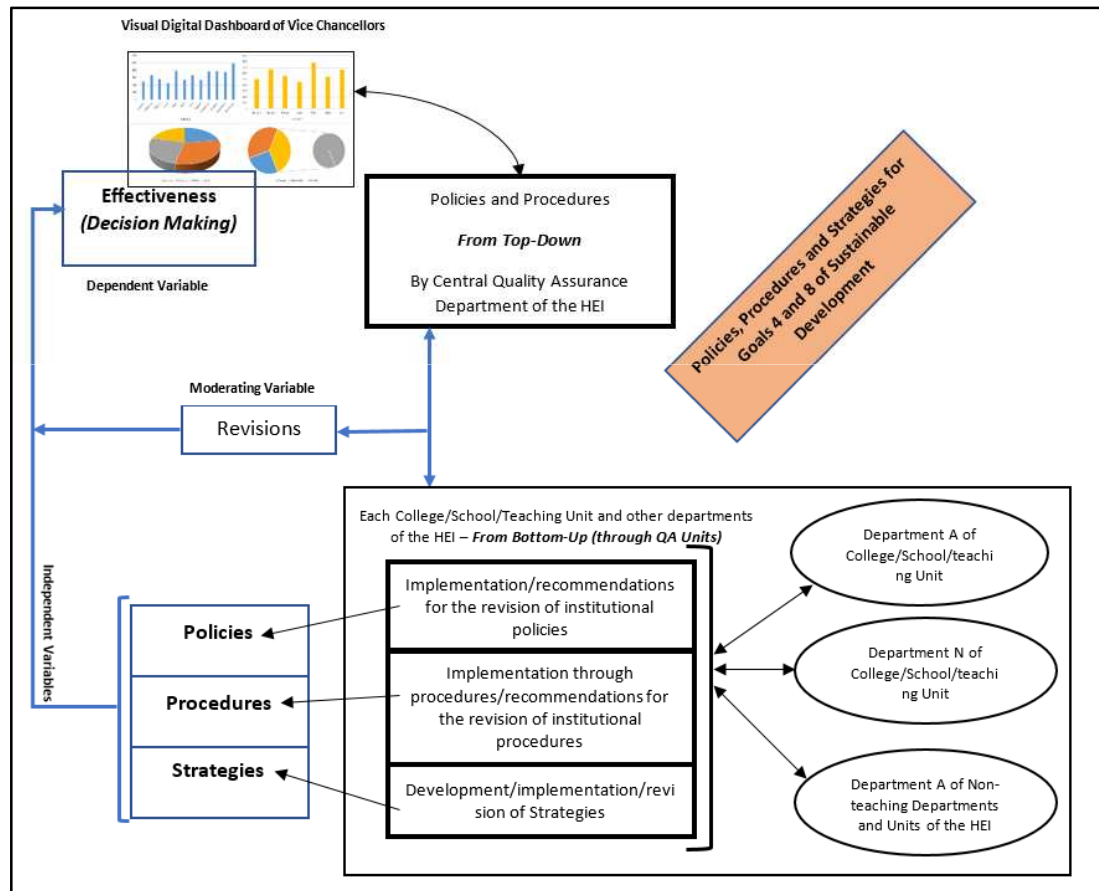 Visual Digital Dashboard of Vice Chancellors
Effectiveness
(Decision Making)
Dependent Variable
Policies and Procedures
From Top-Down
By Central Quality Assurance
Department of the HEI
Policies, Procedures and Strategies for
Goals 4 and 8 of Sustainable
Development
Moderating Variable
Revisions
Each College/School/Teaching Unit and other departments
of the HEI – From Bottom-Up (through QA Units)
Independent Variables
Policies
Procedures
Strategies
Implementation/recommendations
for the revision of institutional
policies
Implementation through
procedures/recommendations for
the revision of institutional
procedures
Development/implementation/revi
sion of Strategies
Department A of
College/School/teachi
ng Unit
Department N of
College/School/teachi
ng Unit
Department A of Non-
teaching Departments
and Units of the HEI